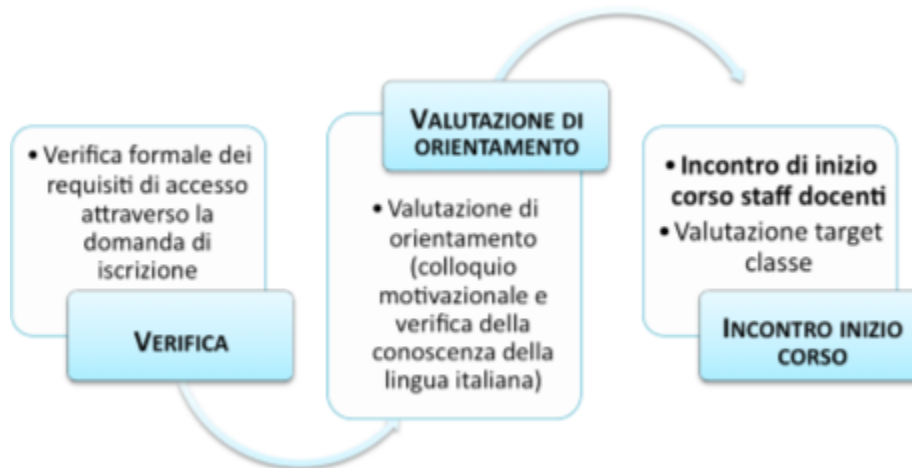 • Verifica formale dei
requisiti di accesso
attraverso la
domanda di
iscrizione
VERIFICA
VALUTAZIONE DI
ORIENTAMENTO
• Valutazione di
orientamento
(colloquio
motivazionale e
verifica della
conoscenza della
lingua italiana)
• Incontro di inizio
corso staff docenti
• Valutazione target
classe
INCONTRO INIZIO
CORSO